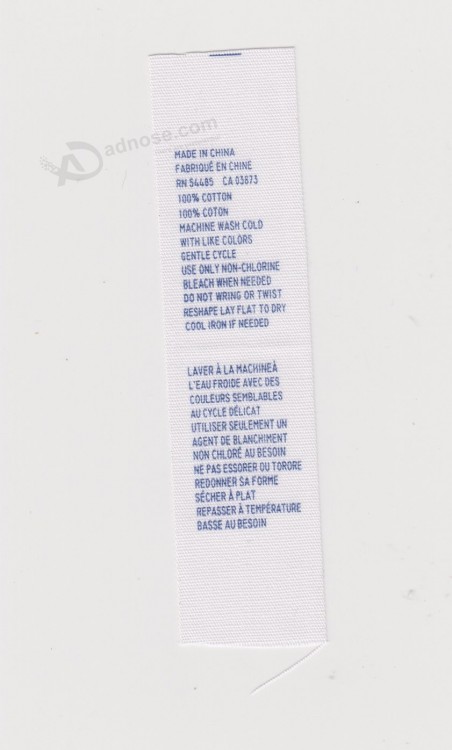 adnose.com
MADE IN CHINA
FABRIQUÉ EN CHINE
RN 54485 CA 03873
100% COTTON
100% COTON
MACHINE WASH COLD
WITH LIKE COLORS
GENTLE CYCLE
USE ONLY NON-CHLORINE
BLEACH WHEN NEEDED
DO NOT WRING OR TWIST
RESHAPE LAY FLAT TO DRY
COOL IRON IF NEEDED
LAVER À LA MACHINEÀ
L'EAU FROIDE AVEC DES
COULEURS SEMBLABLES
AU CYCLE DÉLICAT
UTILISER SEULEMENT UN
AGENT DE BLANCHIMENT
NON CHLORÉ AU BESOIN
NE PAS ESSORER OU TORORE
REDONNER SA FORME
SÉCHER À PLAT
REPASSER À TEMPÉRATURE
BASSE AU BESOIN